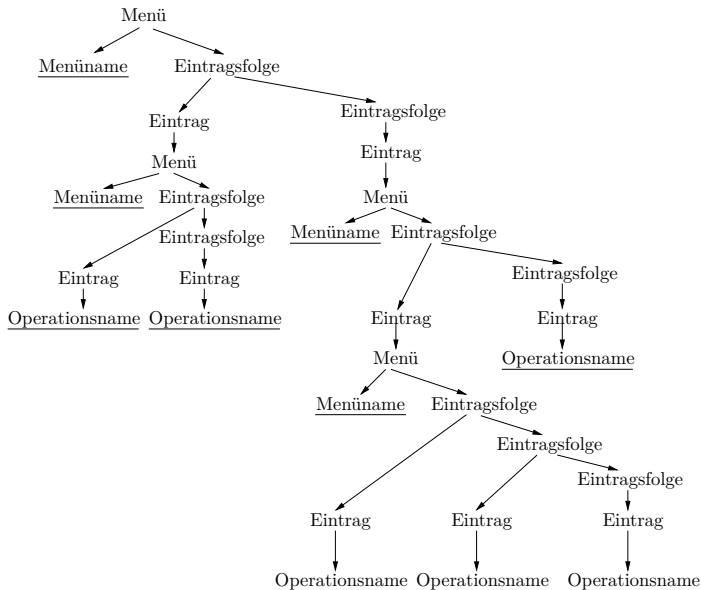 Menü
Menüname Eintragsfolge
Eintrag Eintragsfolge
Menü Eintrag
Menüname Eintragsfolge Menü
Eintragsfolge Menüname Eintragsfolge
Eintrag Eintrag Eintragsfolge
Operationsname Operationsname Eintrag Eintrag
Menü Operationsname
Menüname Eintragsfolge
Eintragsfolge
Eintragsfolge
Eintrag Eintrag Eintrag
Operationsname Operationsname Operationsname